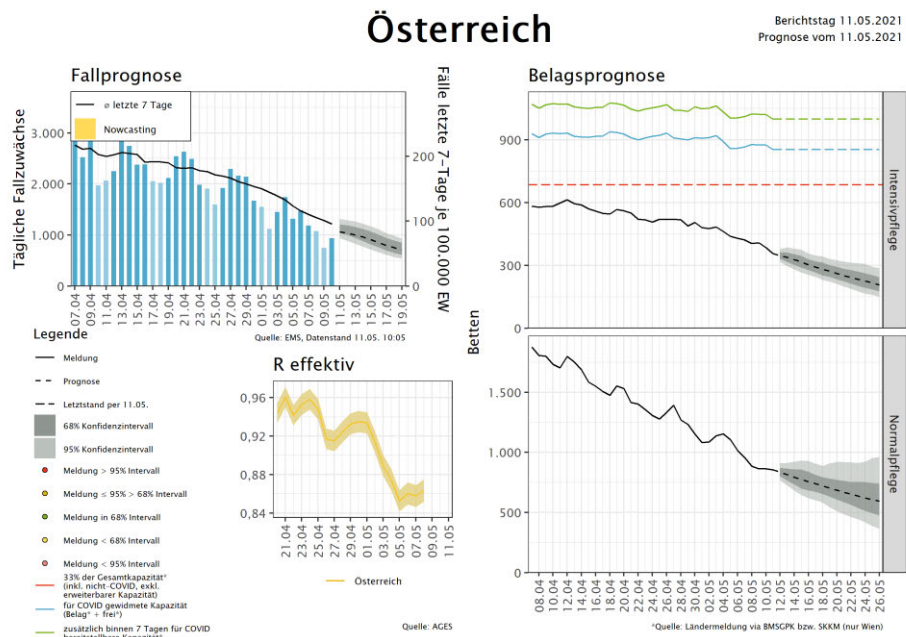 Österreich
Berichtstag 11.05.2021
Prognose vom 11.05.2021
Fallprognose
Tägliche Fallzuwächse
Fälle letzte 7-Tage je 100.000 EW
ø letzte 7 Tage
Nowcasting
3.000
2.000
1.000
0
200
100
0
07.04
09.04
11.04
13.04
15.04
17.04
19.04
21.04
23.04
25.04
27.04
29.04
01.05
03.05
05.05
07.05
09.05
11.05
13.05
15.05
17.05
19.05
Quelle: EMS, Datenstand 11.05. 10:05
Legende
Meldung
Prognose
Letztstand per 11.05.
68% Konfidenzintervall
95% Konfidenzintervall
Meldung > 95% Intervall
Meldung ≤ 95% > 68% Intervall
Meldung in 68% Intervall
Meldung < 68% Intervall
Meldung < 95% Intervall
33% der Gesamtkapazität*
(inkl. nicht-COVID, exkl.
erweiterbarer Kapazität)
für COVID gewidmete Kapazität
(Belag* + frei*)
zusätzlich binnen 7 Tagen für COVID
R effektiv
0,96
0,92
0,88
0,84
21.04
23.04
25.04
27.04
29.04
01.05
03.05
05.05
07.05
09.05
11.05
Österreich
Quelle: AGES
Belagsprognose
Betten
Intensivpflege
900
600
300
0
Normalpflege
1.500
1.000
500
0
08.04
10.04
12.04
14.04
16.04
18.04
20.04
22.04
24.04
26.04
28.04
30.04
02.05
04.05
06.05
08.05
10.05
12.05
14.05
16.05
18.05
20.05
22.05
24.05
26.05
*Quelle: Ländermeldung via BMSGPK bzw. SKKM (nur Wien)